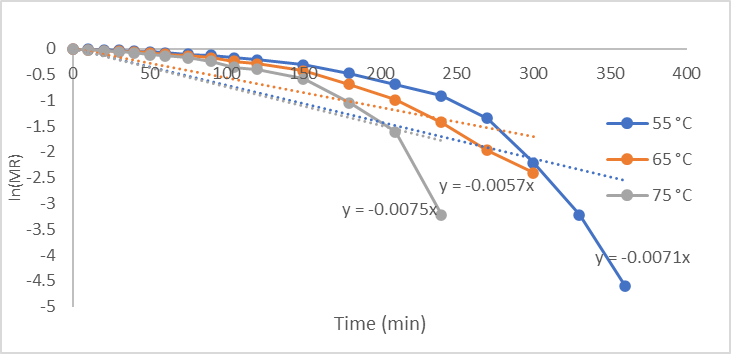 0
0 50 100 150 200 250 300 350 400
-0.5
-1
-1.5
-2
-2.5
-3
-3.5
-4
-4.5
-5
ln(MR)
Time (min)
55 °C
65 °C
75 °C
y = -0.0057x
y = -0.0075x
y = -0.0071x